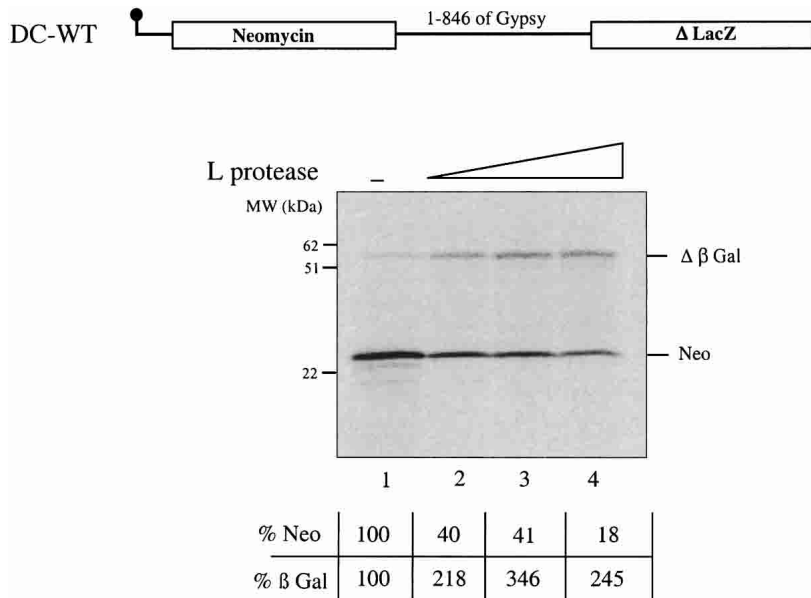 DC-WT
Neomycin
1-846 of Gypsy
Δ LacZ
L protease
–
MW (kDa)
62
51
22
Δ β Gal
Neo
1 2 3 4
% Neo 100 40 41 18
% ß Gal 100 218 346 245